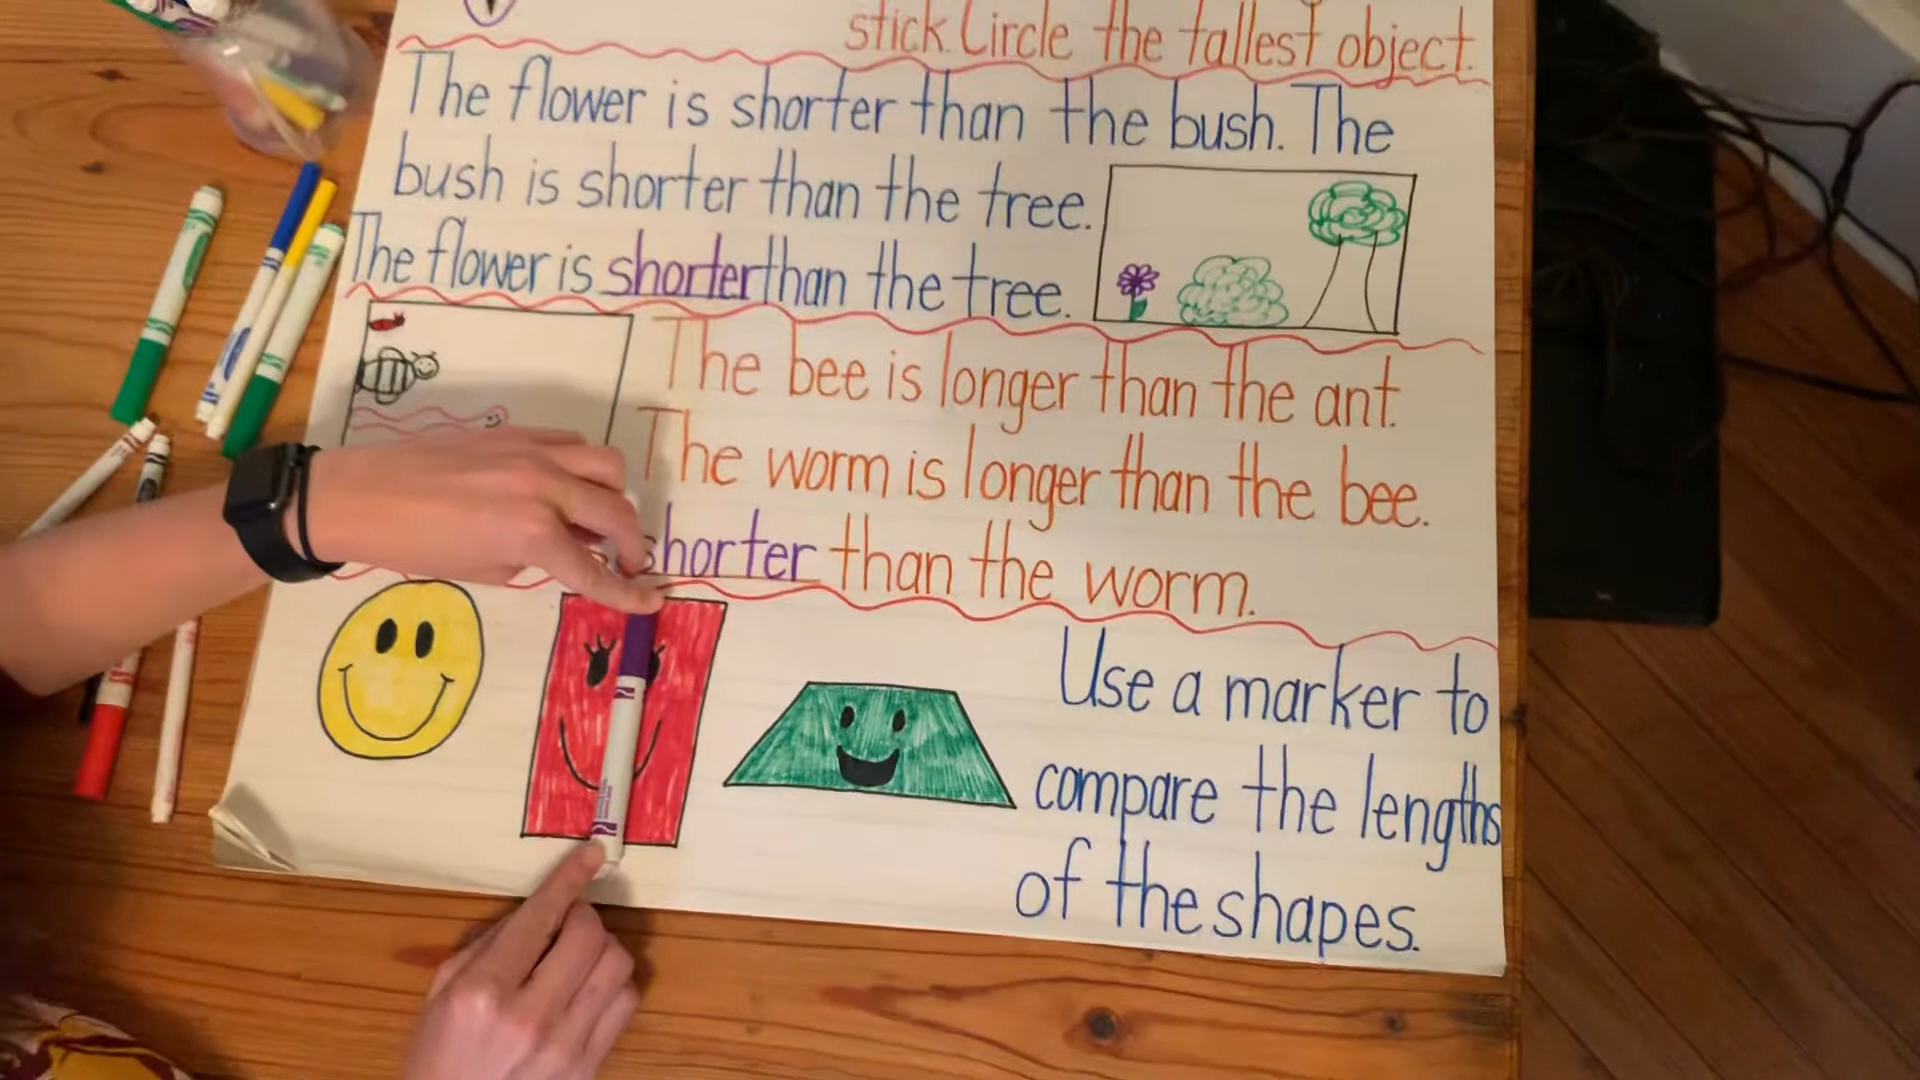 stick. Circle the tallest object.
The flower is shorter than the bush. The
bush is shorter than the tree.
The flower is shorter than the tree.
The bee is longer than the ant.
The worm is longer than the bee.
shorter than the worm.
Use a marker to
compare the lengths
of the shapes.